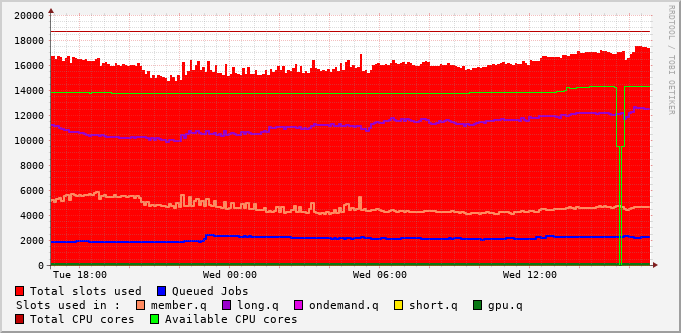 20000
18000
16000
14000
12000
10000
8000
6000
4000
2000
0
Tue 18:00 Wed 00:00 Wed 06:00 Wed 12:00
Total slots used Queued Jobs
Slots used in : member.q long.q ondemand.q short.q gpu.q
Total CPU cores Available CPU cores
RRDTOOL / TOBI OETIKER